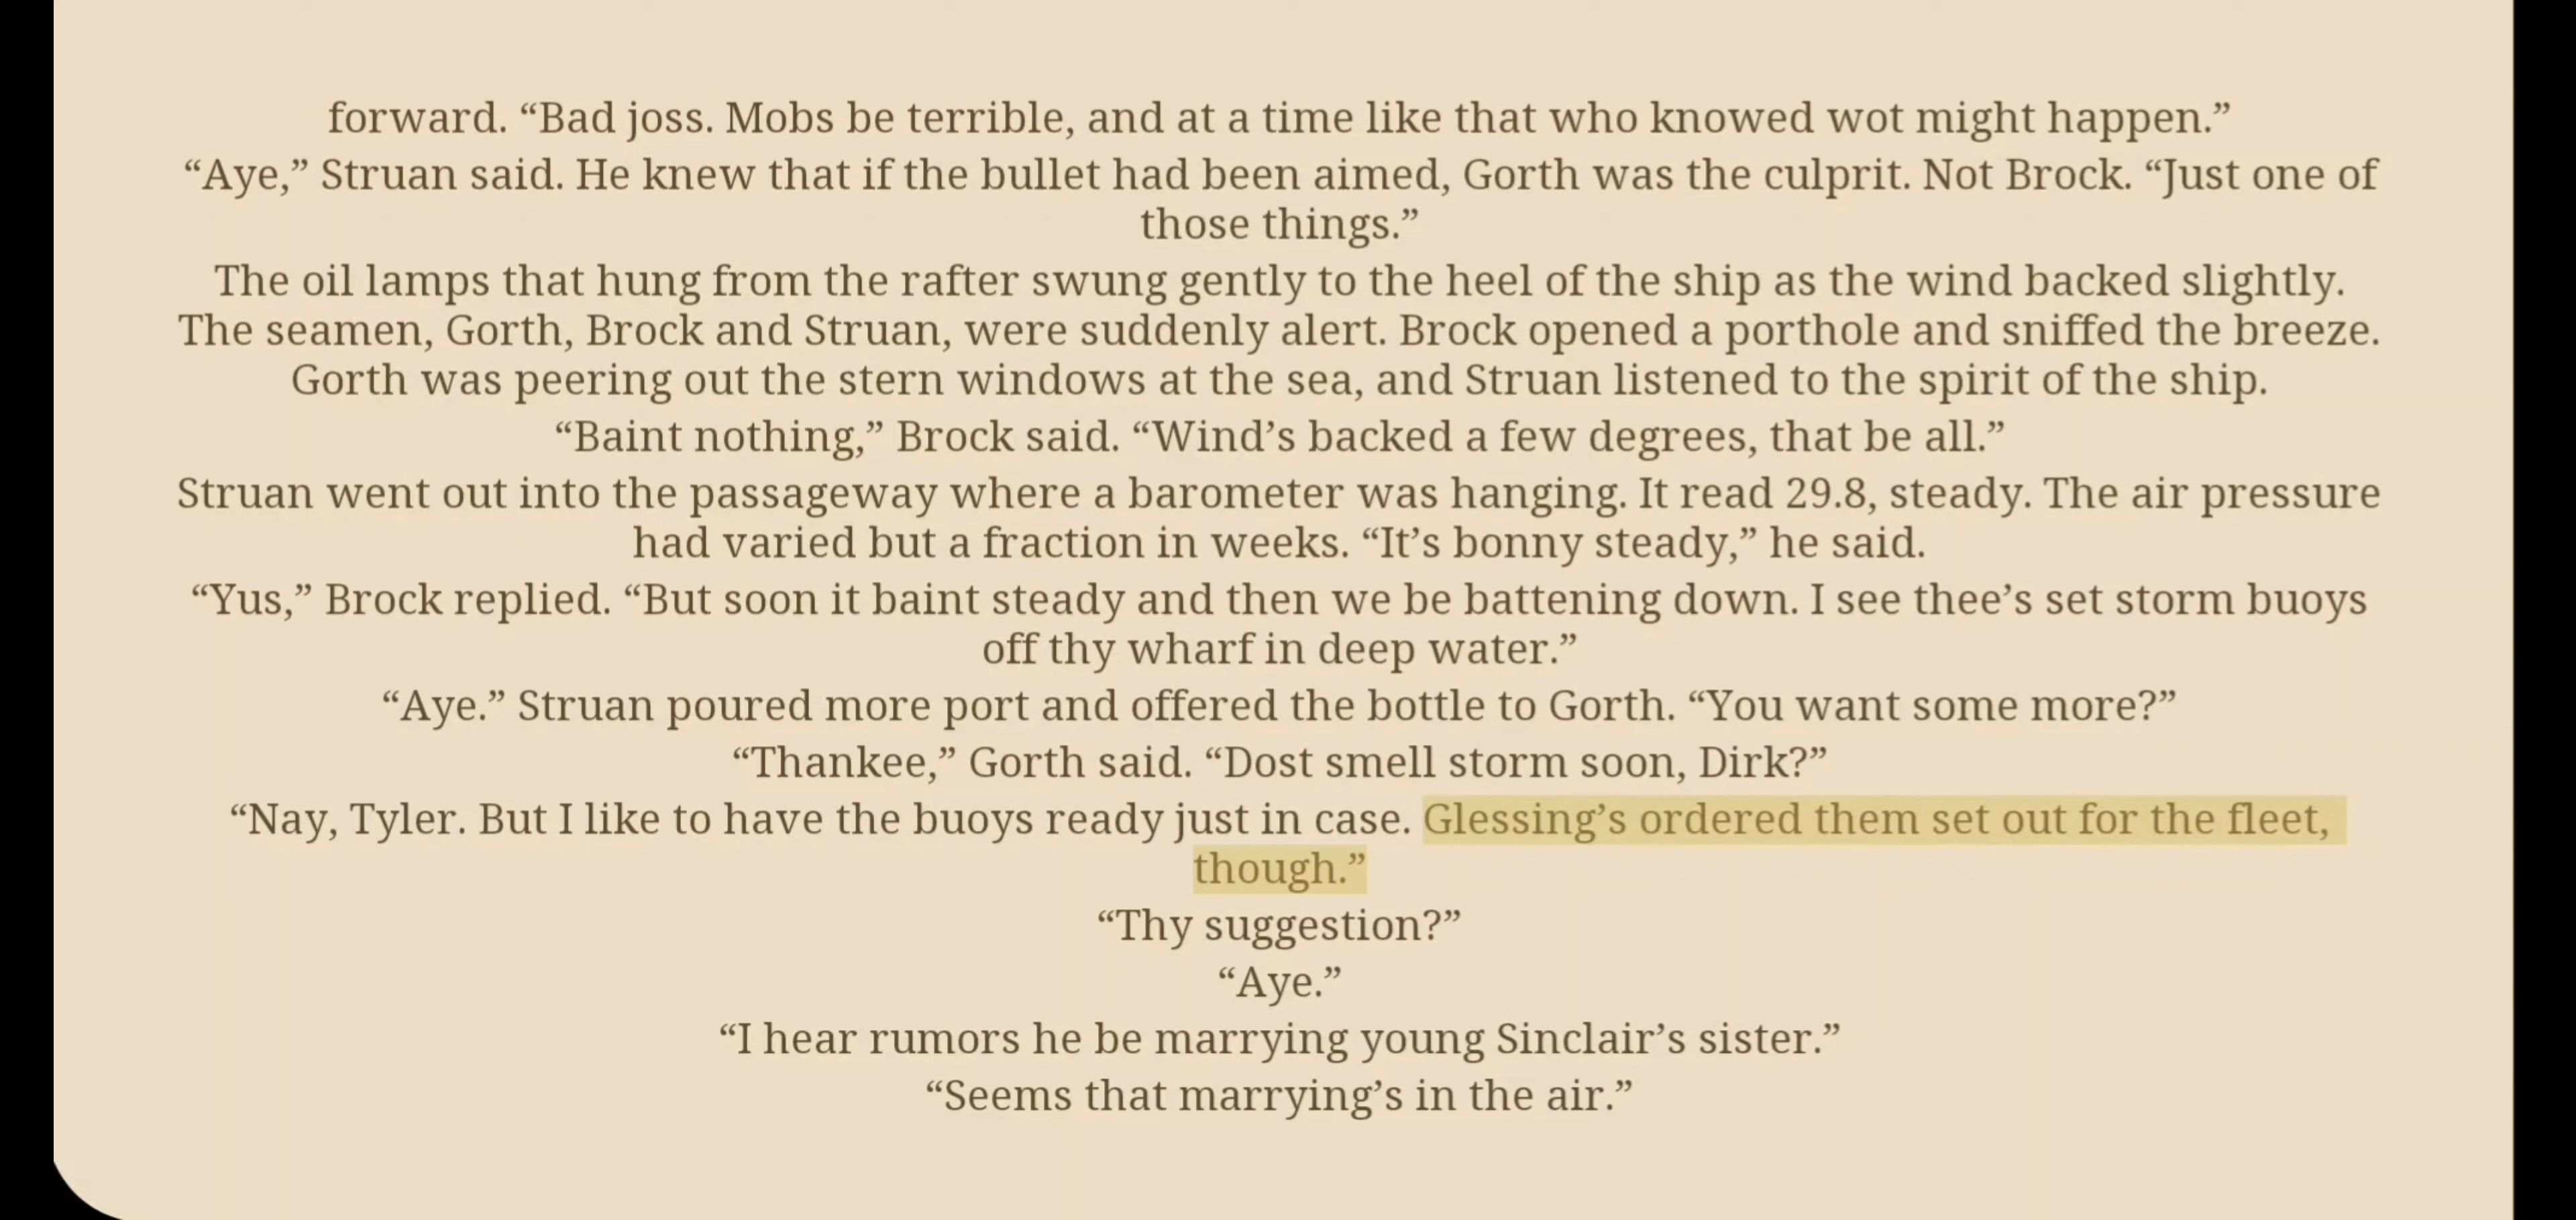 forward. “Bad joss. Mobs be terrible, and at a time like that who knowed wot might happen.”
“Aye,” Struan said. He knew that if the bullet had been aimed, Gorth was the culprit. Not Brock. “Just one of
those things.”
The oil lamps that hung from the rafter swung gently to the heel of the ship as the wind backed slightly.
The seamen, Gorth, Brock and Struan, were suddenly alert. Brock opened a porthole and sniffed the breeze.
Gorth was peering out the stern windows at the sea, and Struan listened to the spirit of the ship.
“Baint nothing,” Brock said. “Wind’s backed a few degrees, that be all.”
Struan went out into the passageway where a barometer was hanging. It read 29.8, steady. The air pressure
had varied but a fraction in weeks. “It’s bonny steady,” he said.
“Yus,” Brock replied. “But soon it baint steady and then we be battening down. I see thee’s set storm buoys
off thy wharf in deep water.”
“Aye.” Struan poured more port and offered the bottle to Gorth. “You want some more?”
“Thankee,” Gorth said. “Dost smell storm soon, Dirk?”
“Nay, Tyler. But I like to have the buoys ready just in case. Glessing’s ordered them set out for the fleet,
though.”
“Thy suggestion?”
“Aye.”
“I hear rumors he be marrying young Sinclair’s sister.”
“Seems that marrying’s in the air.”